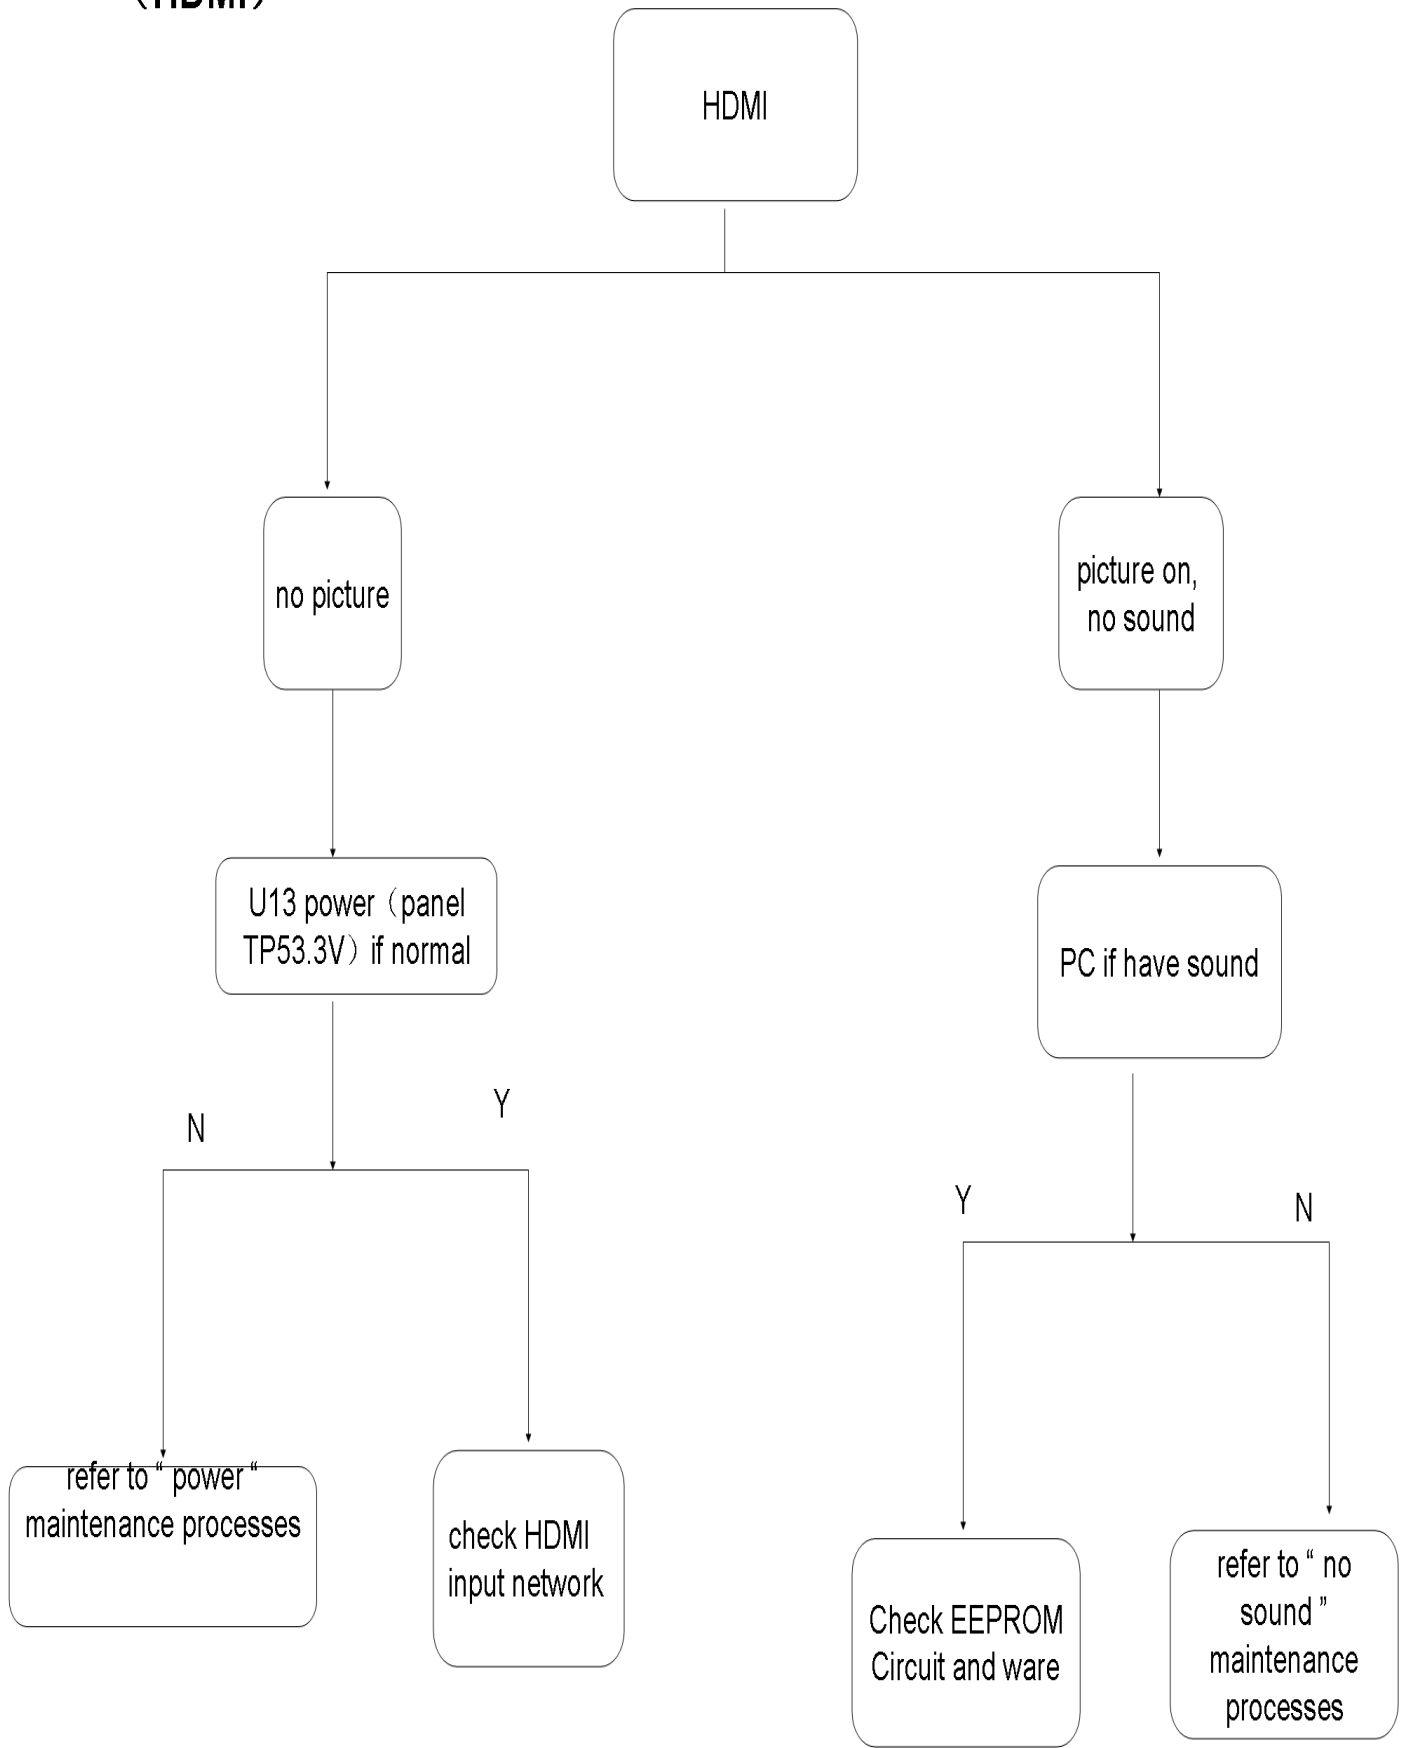 （HDMI）
HDMI
no picture
picture on,
no sound
U13 power（panel
TP53.3V）if normal
PC if have sound
N
Y
Y
N
refer to “ power “
maintenance processes
check HDMI
input network
Check EEPROM
Circuit and ware
refer to “ no
sound ”
maintenance
processes